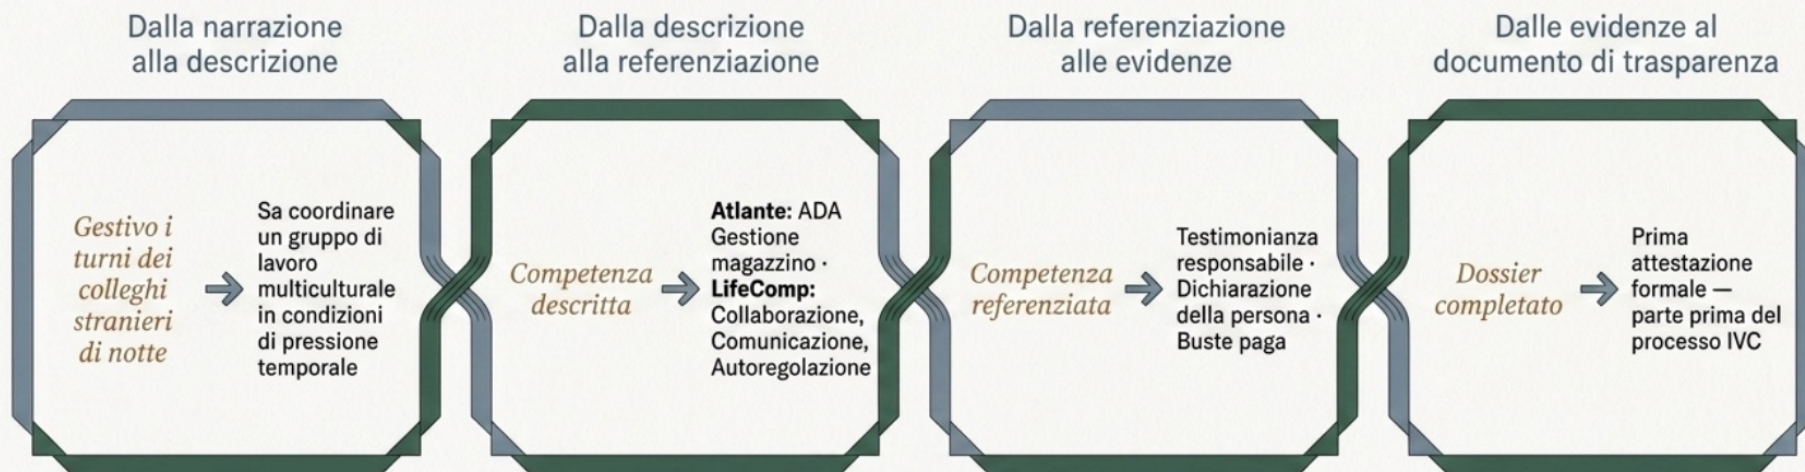 Dalla narrazione
alla descrizione
Gestivo i
turni dei
colleghi
stranieri
di notte
Sa coordinare
un gruppo di
lavoro
multiculturale
in condizioni
di pressione
temporale
Dalla descrizione
alla referenziazione
Competenza
descritta
Atlante: ADA
Gestione
magazzino ·
LifeComp:
Collaborazione,
Comunicazione,
Autoregolazione
Dalla referenziazione
alle evidenze
Competenza
referenziata
Testimonianza
responsabile ·
Dichiarazione
della persona ·
Buste paga
Dalle evidenze al
documento di trasparenza
Dossier
completato
Prima
attestazione
formale —
parte prima del
processo IVC